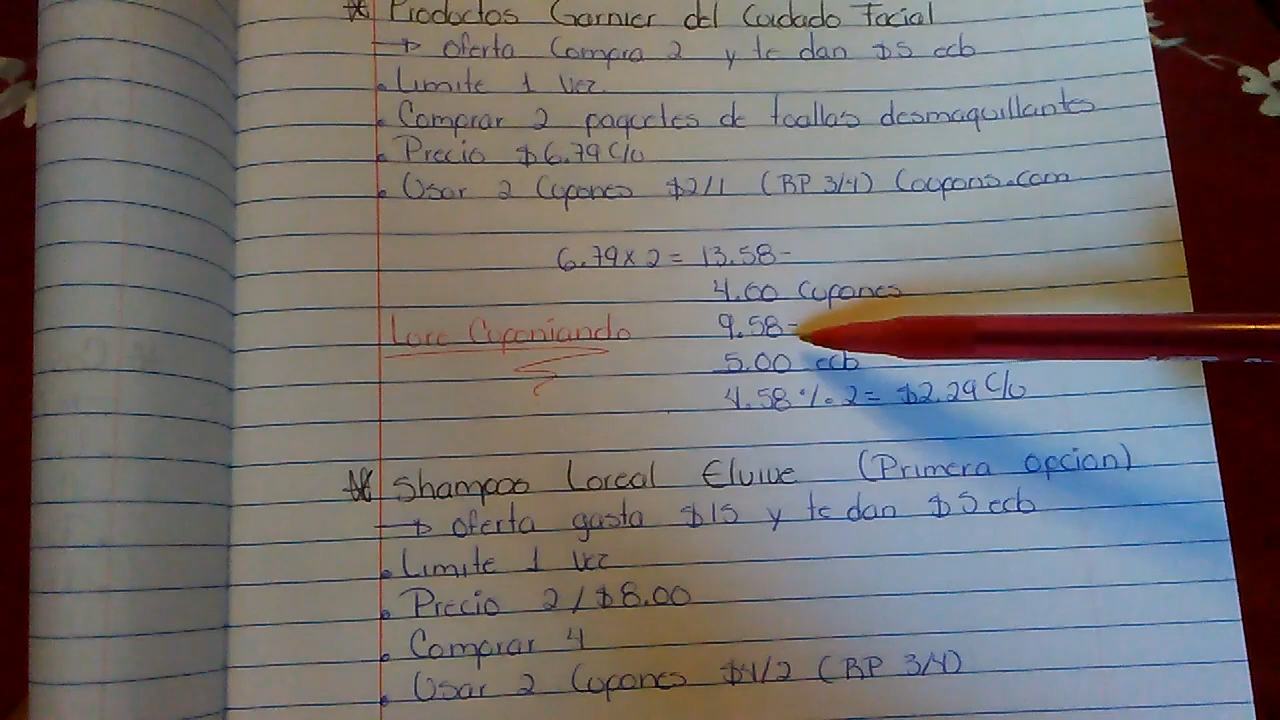 * Productos Garnier del Cuidado Facial
→ oferta Compra 2 y te dan $5 ecb
• Limite 1 vez.
• Comprar 2 paquetes de toallas desmaquillantes
• Precio $6.79 c/u
• Usar 2 Cupones $2/1 (RP 3/4) Coupons.com
6.79 x 2 = 13.58-
4.00 Cupones
Lore Cuponiando 9.58-
5.00 ecb
4.58 % 2 = $2.29 c/u
* Shampoo Loreal Elvive (Primera opcion)
→ oferta gasta $15 y te dan $5 ecb
• Limite 1 vez
• Precio 2/$8.00
• Comprar 4
• Usar 2 Cupones $4/2 (RP 3/4)